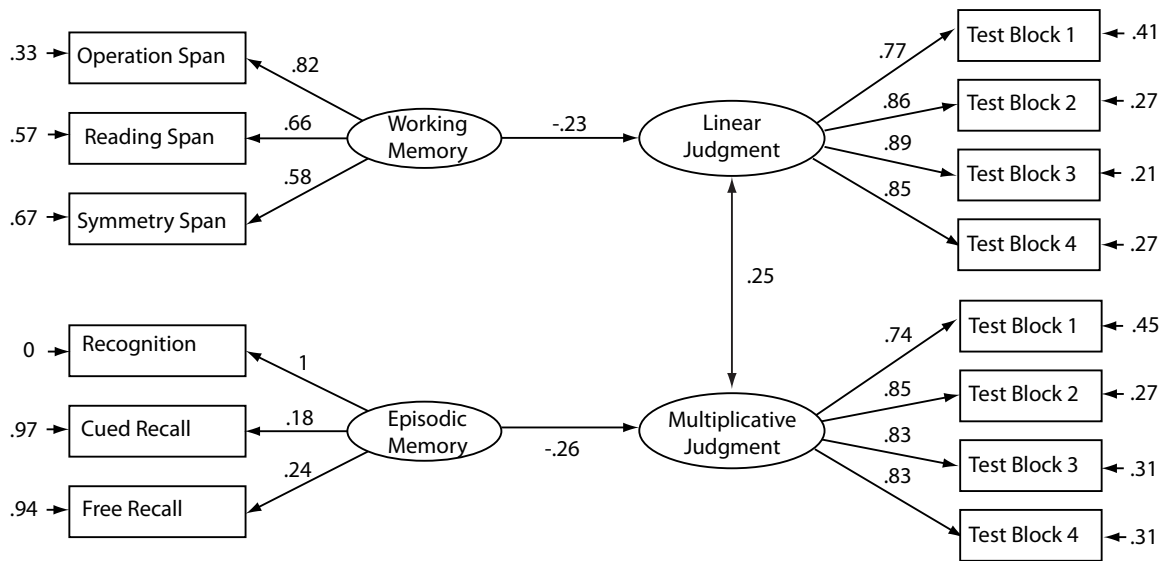 .33
Operation Span
.82
.57
Reading Span
.66
Working
Memory
.67
Symmetry Span
.58
-.23
Linear
Judgment
.77
Test Block 1
.41
.86
Test Block 2
.27
.89
Test Block 3
.21
.85
Test Block 4
.27
.25
0
Recognition
1
.97
Cued Recall
.18
Episodic
Memory
.94
Free Recall
.24
-.26
Multiplicative
Judgment
.74
Test Block 1
.45
.85
Test Block 2
.27
.83
Test Block 3
.31
.83
Test Block 4
.31